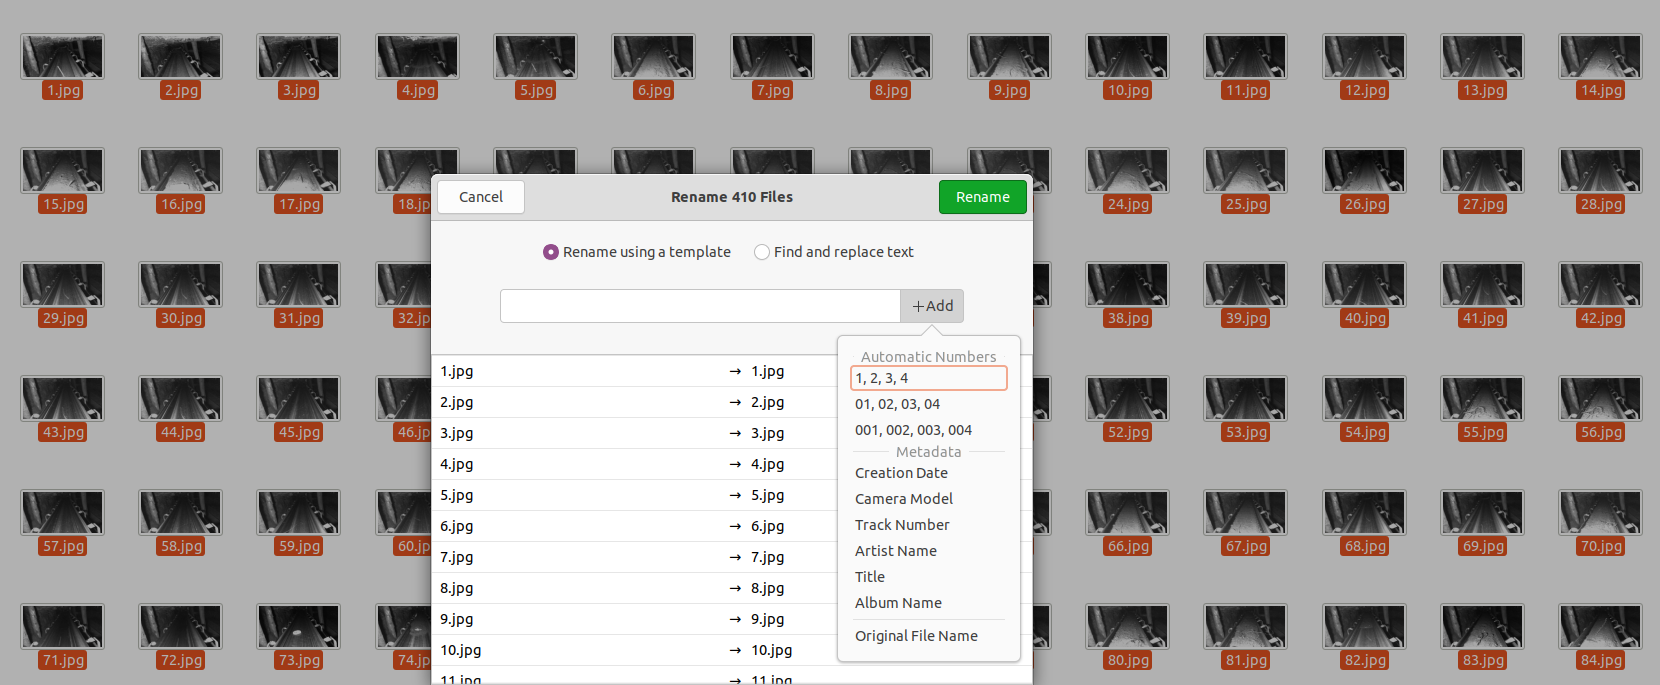 1.jpg 2.jpg 3.jpg 4.jpg 5.jpg 6.jpg 7.jpg 8.jpg 9.jpg 10.jpg 11.jpg 12.jpg 13.jpg 14.jpg
15.jpg 16.jpg 17.jpg 18.jp 24.jpg 25.jpg 26.jpg 27.jpg 28.jpg
Cancel Rename 410 Files Rename
Rename using a template Find and replace text
+Add
29.jpg 30.jpg 31.jpg 32.jp 38.jpg 39.jpg 40.jpg 41.jpg 42.jpg
Automatic Numbers
1, 2, 3, 4
01, 02, 03, 04
001, 002, 003, 004
Metadata
Creation Date
Camera Model
Track Number
Artist Name
Title
Album Name
Original File Name
1.jpg → 1.jpg
2.jpg → 2.jpg
3.jpg → 3.jpg
4.jpg → 4.jpg
5.jpg → 5.jpg
6.jpg → 6.jpg
7.jpg → 7.jpg
8.jpg → 8.jpg
9.jpg → 9.jpg
10.jpg → 10.jpg
11.jpg → 11.jpg
43.jpg 44.jpg 45.jpg 46.jp 52.jpg 53.jpg 54.jpg 55.jpg 56.jpg
57.jpg 58.jpg 59.jpg 60.jp 66.jpg 67.jpg 68.jpg 69.jpg 70.jpg
71.jpg 72.jpg 73.jpg 74.jp 80.jpg 81.jpg 82.jpg 83.jpg 84.jpg